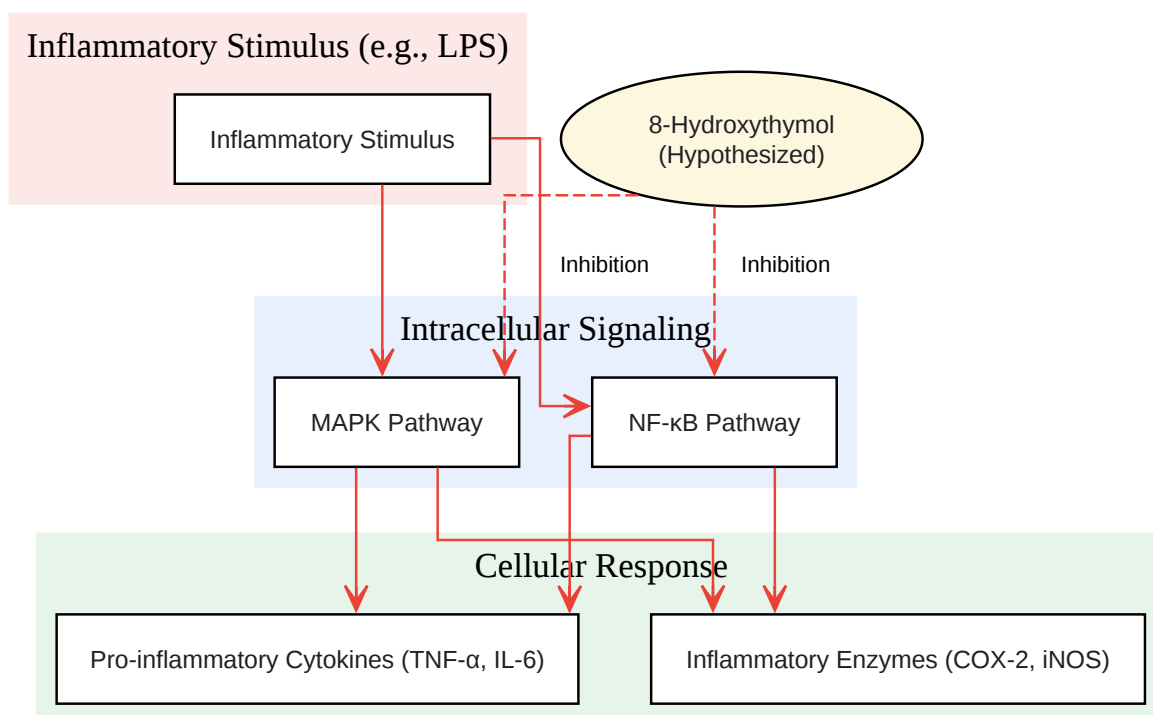 Inflammatory Stimulus (e.g., LPS)
Inflammatory Stimulus
8-Hydroxythymol
(Hypothesized)
Inhibition
Inhibition
Intracellular Signaling
MAPK Pathway
NF-κB Pathway
Cellular Response
Pro-inflammatory Cytokines (TNF-α, IL-6)
Inflammatory Enzymes (COX-2, iNOS)